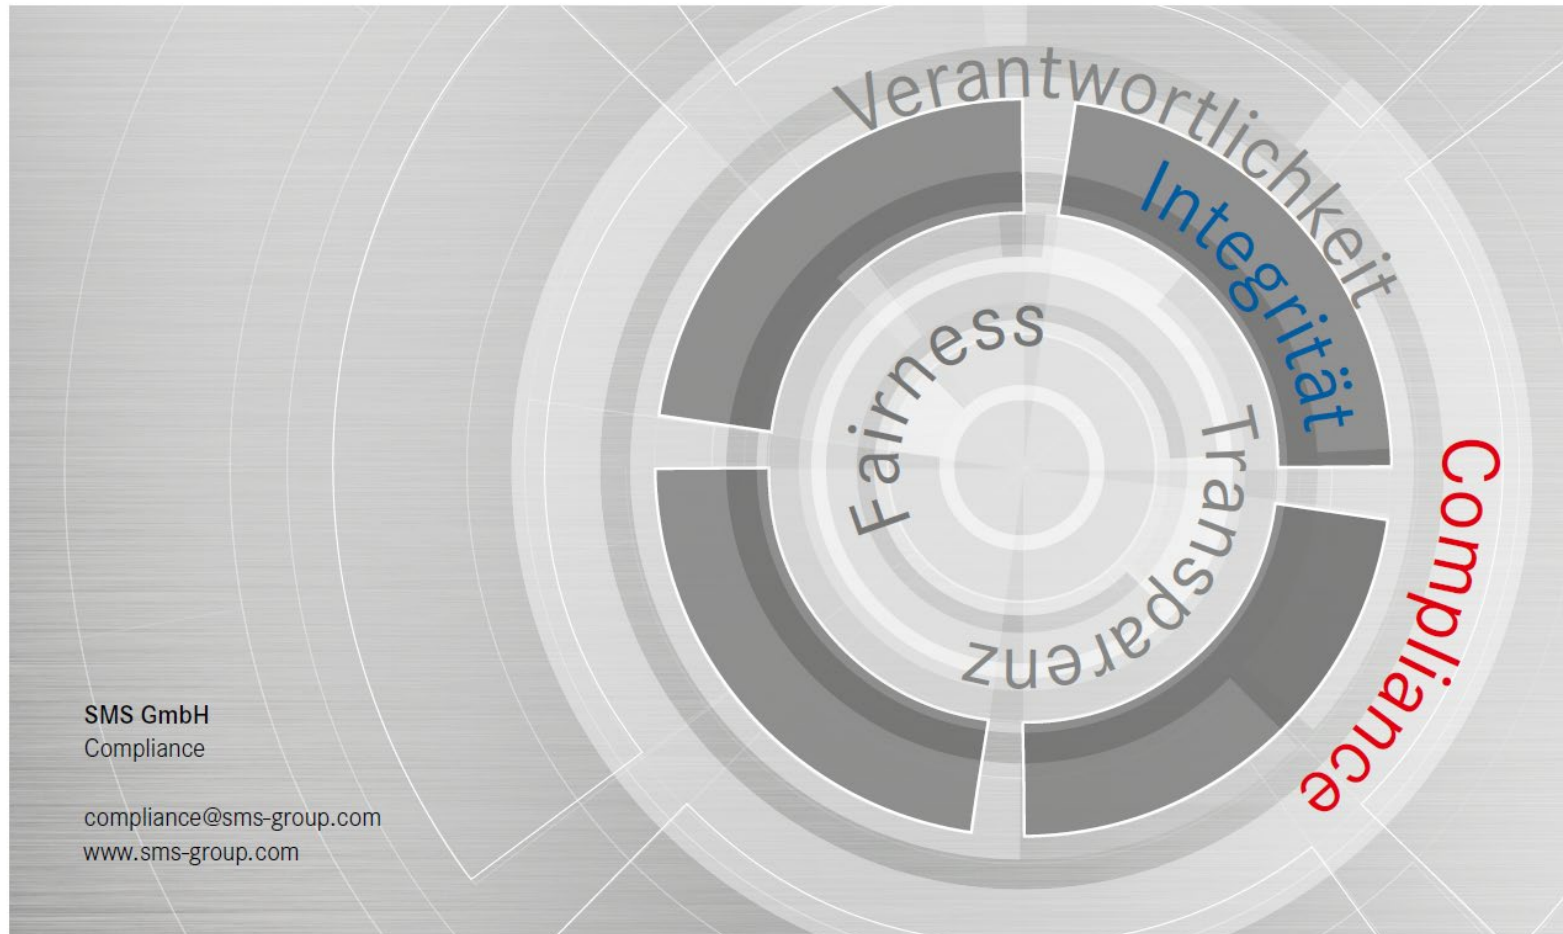 Verantwortlichkeit
Integrität
Fairness
Transparenz
Compliance
SMS GmbH
Compliance
compliance@sms-group.com
www.sms-group.com